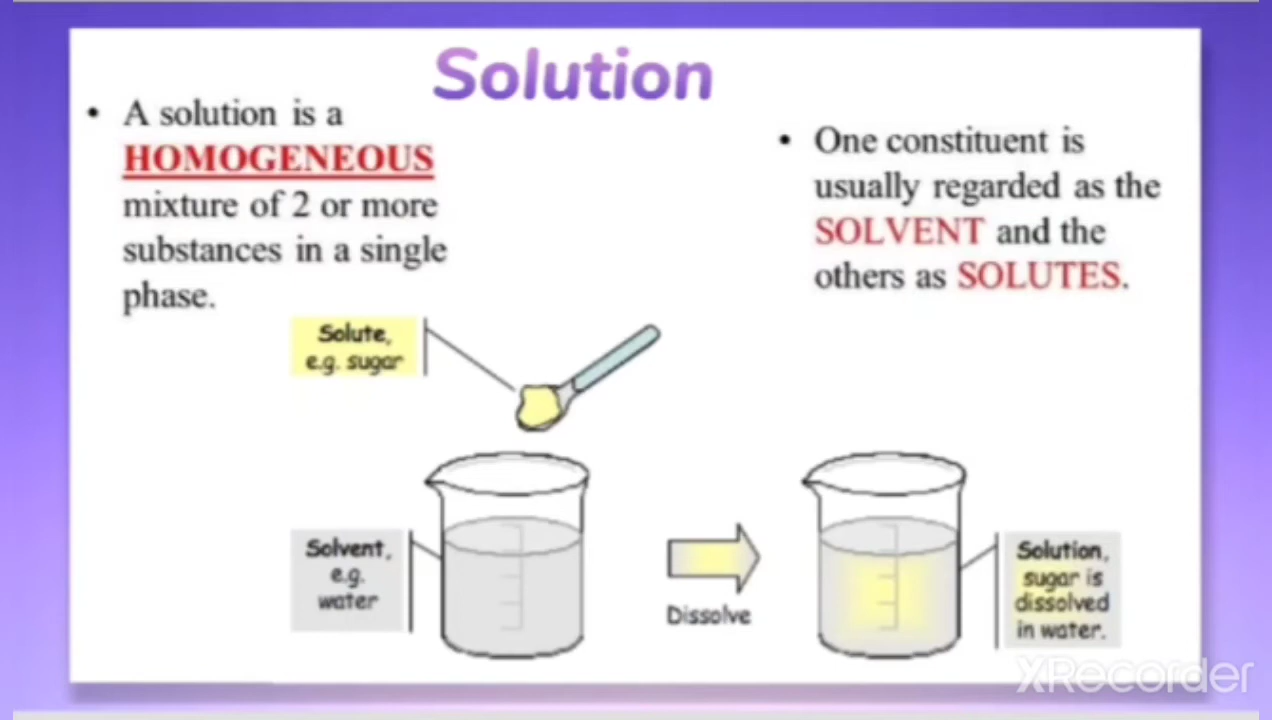 Solution
• A solution is a
HOMOGENEOUS
mixture of 2 or more
substances in a single
phase.
• One constituent is
usually regarded as the
SOLVENT and the
others as SOLUTES.
Solute,
e.g. sugar
Solvent,
e.g.
water
Dissolve
Solution,
sugar is
dissolved
in water.
XRecorder